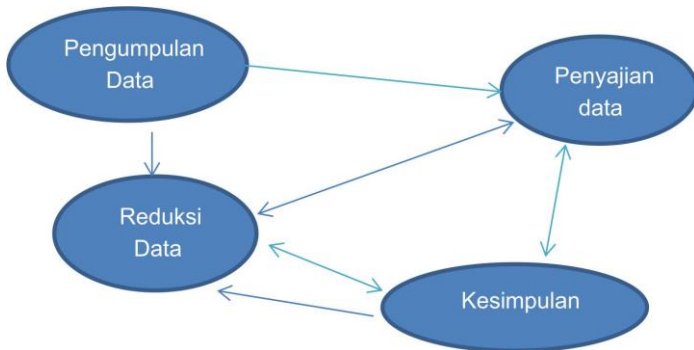 Pengumpulan
Data
Penyajian
data
Reduksi
Data
Kesimpulan